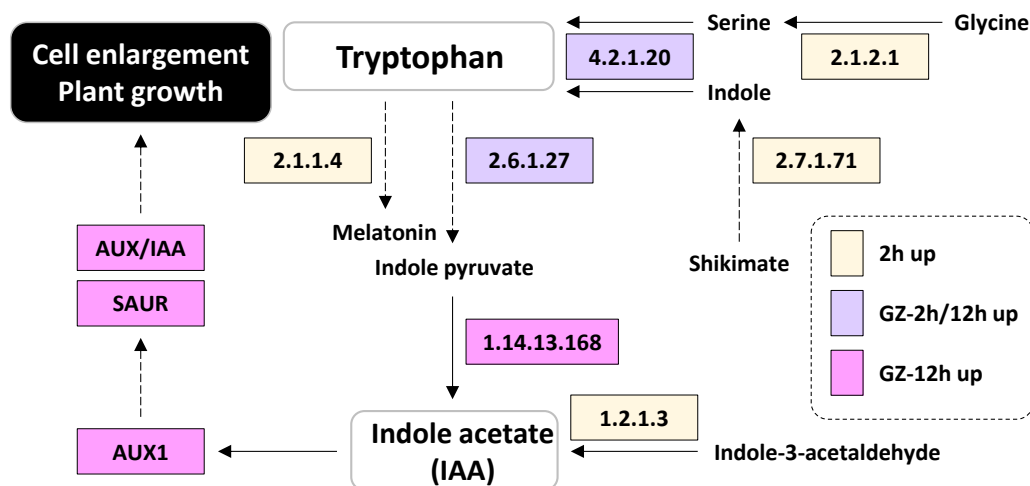 Cell enlargement
Plant growth
Tryptophan
Serine
Glycine
4.2.1.20
2.1.2.1
Indole
2.1.1.4
2.6.1.27
2.7.1.71
Melatonin
Indole pyruvate
Shikimate
AUX/IAA
SAUR
2h up
GZ-2h/12h up
GZ-12h up
1.14.13.168
1.2.1.3
AUX1
Indole acetate
(IAA)
Indole-3-acetaldehyde